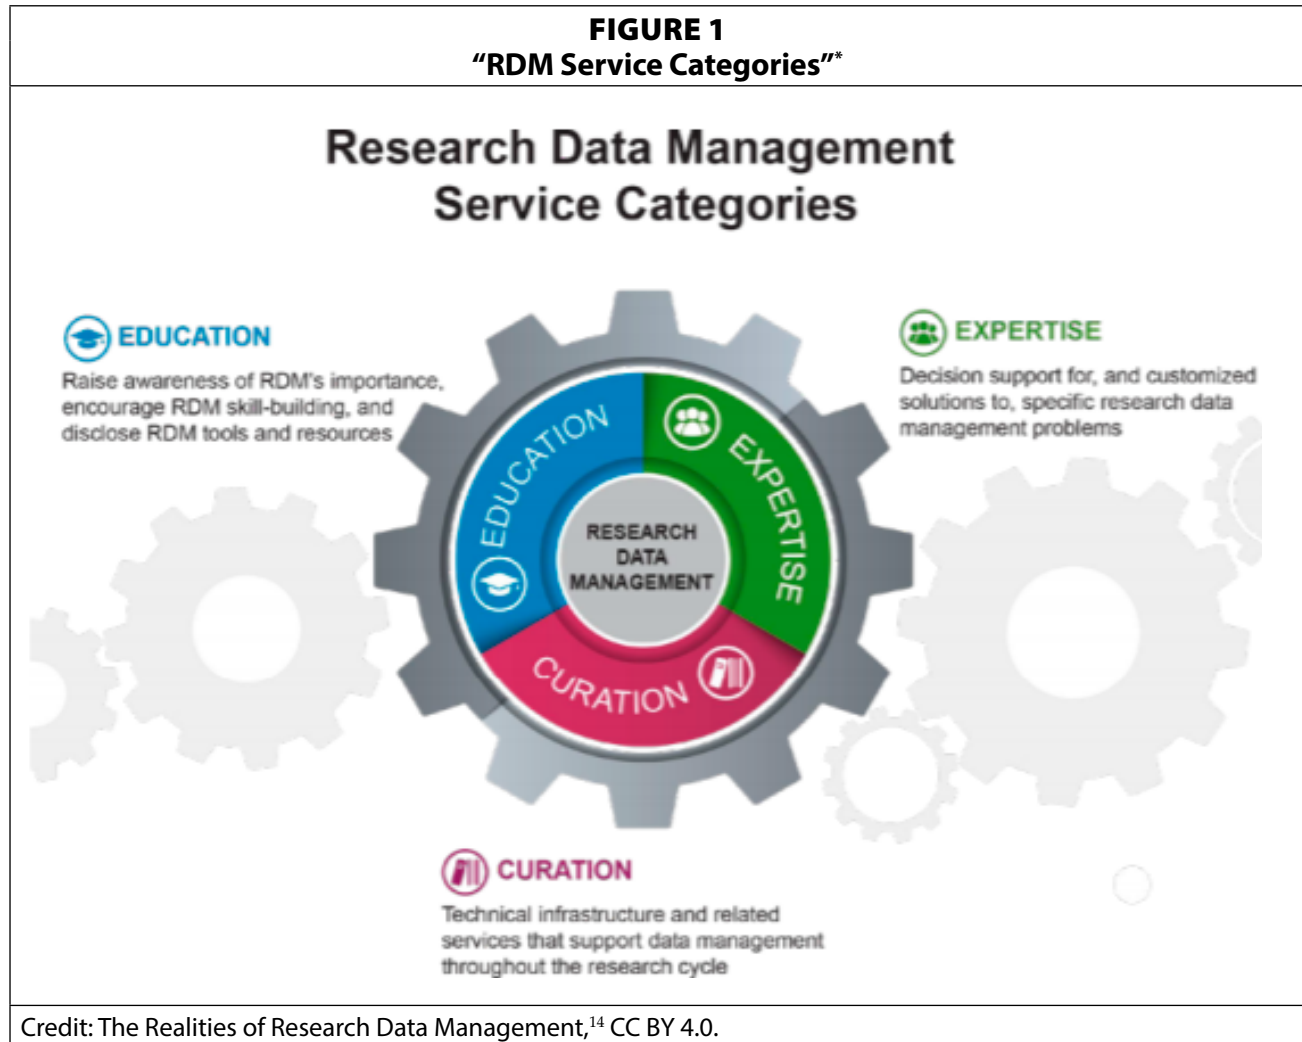 FIGURE 1
“RDM Service Categories”*
Research Data Management
Service Categories
EDUCATION
Raise awareness of RDM's importance,
encourage RDM skill-building, and
disclose RDM tools and resources
EXPERTISE
Decision support for, and customized
solutions to, specific research data
management problems
EDUCATION
EXPERTISE
RESEARCH
DATA
MANAGEMENT
CURATION
CURATION
Technical infrastructure and related
services that support data management
throughout the research cycle
Credit: The Realities of Research Data Management,14 CC BY 4.0.